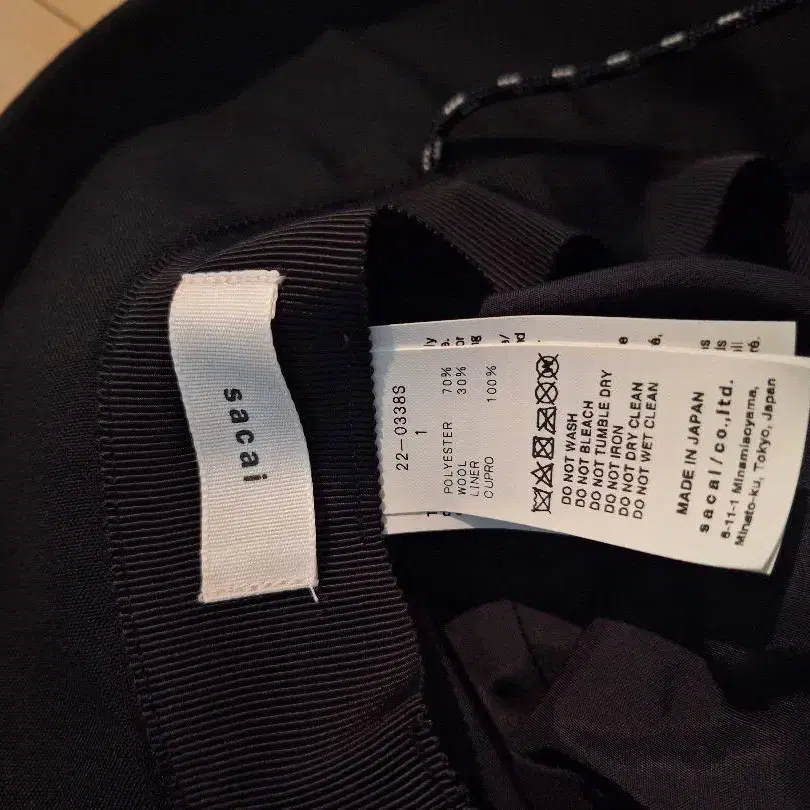 sacai
22-0338S
1
POLYESTER 70%
WOOL 30%
LINER
CUPRO 100%
DO NOT WASH
DO NOT BLEACH
DO NOT TUMBLE DRY
DO NOT IRON
DO NOT DRY CLEAN
DO NOT WET CLEAN
MADE IN JAPAN
sacai/co.,ltd.
6-11-1 Minamiaoyama,
Minato-ku, Tokyo, Japan